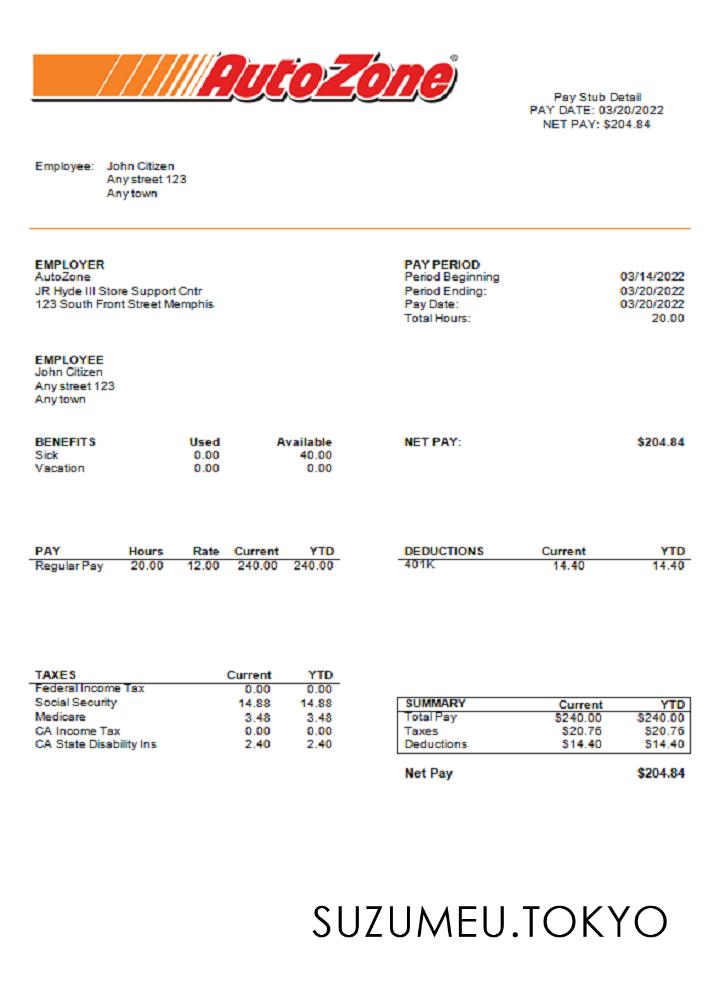 AutoZone®
Pay Stub Detail
PAY DATE: 03/20/2022
NET PAY: $204.84
Employee: John Citizen
Any street 123
Any town
EMPLOYER
AutoZone
JR Hyde III Store Support Cntr
123 South Front Street Memphis
PAY PERIOD
Period Beginning 03/14/2022
Period Ending: 03/20/2022
Pay Date: 03/20/2022
Total Hours: 20.00
EMPLOYEE
John Citizen
Any street 123
Any town
BENEFITS Used Available
Sick 0.00 40.00
Vacation 0.00 0.00
NET PAY: $204.84
PAY Hours Rate Current YTD
Regular Pay 20.00 12.00 240.00 240.00
DEDUCTIONS Current YTD
401K 14.40 14.40
TAXES Current YTD
Federal Income Tax 0.00 0.00
Social Security 14.88 14.88
Medicare 3.48 3.48
CA Income Tax 0.00 0.00
CA State Disability Ins 2.40 2.40
SUMMARY Current YTD
Total Pay $240.00 $240.00
Taxes $20.76 $20.76
Deductions $14.40 $14.40
Net Pay $204.84
SUZUMEU.TOKYO